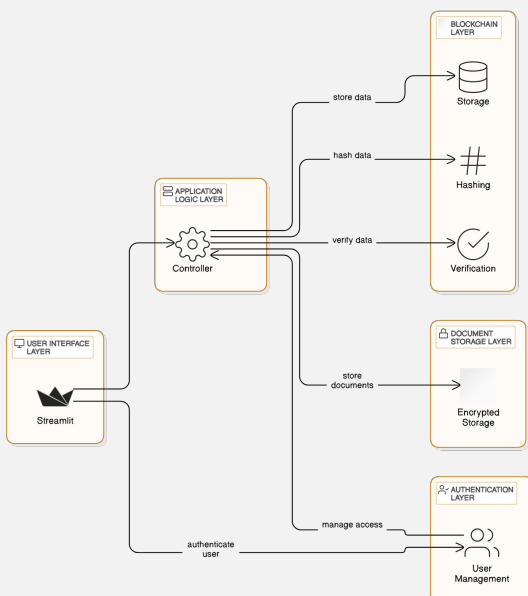 BLOCKCHAIN
LAYER
store data
Storage
hash data
Hashing
APPLICATION
LOGIC LAYER
verify data
Controller
Verification
USER INTERFACE
LAYER
DOCUMENT
STORAGE LAYER
store
documents
Streamlit
Encrypted
Storage
AUTHENTICATION
LAYER
manage access
authenticate
user
User
Management